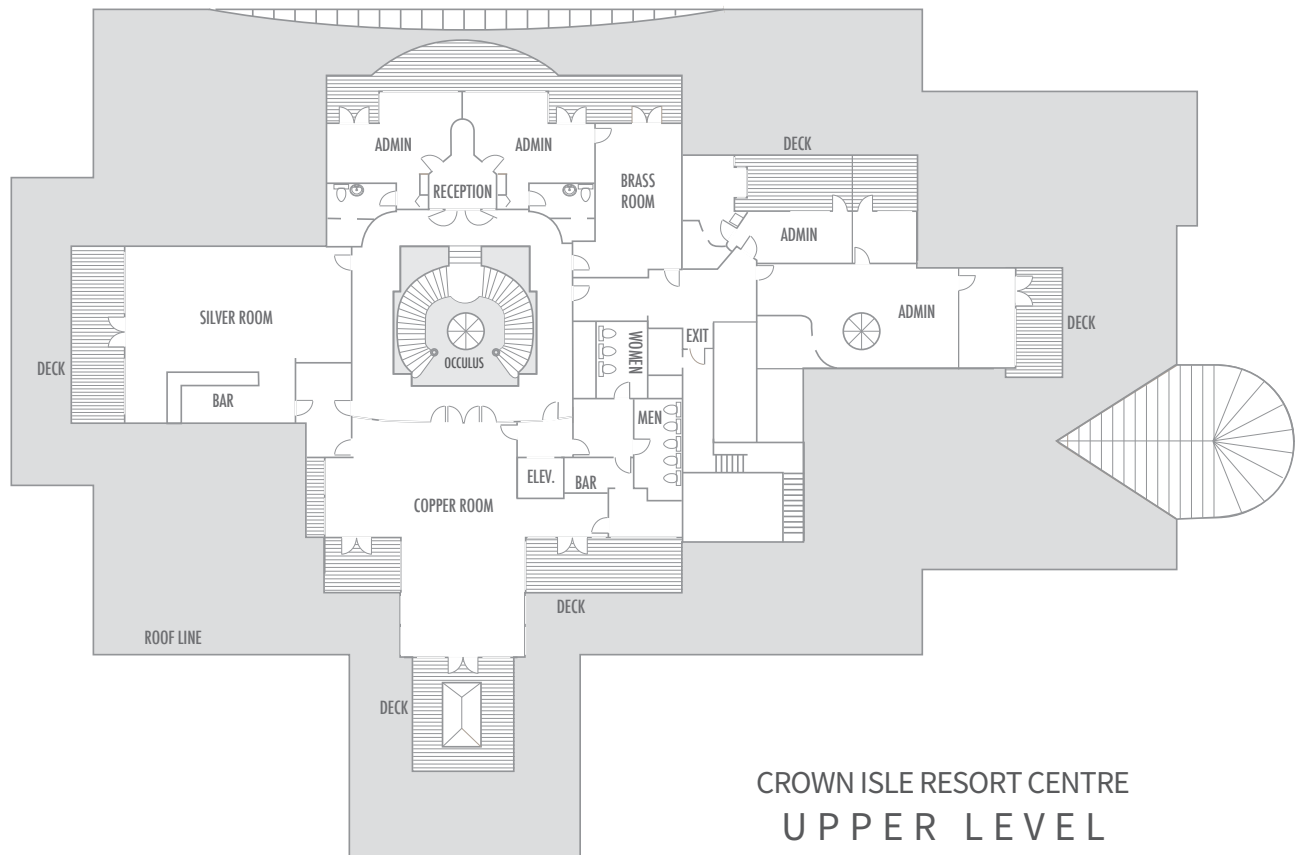 DECK
ADMIN
ADMIN
BRASS
ROOM
RECEPTION
ADMIN
SILVER ROOM
ADMIN
DECK
EXIT
WOMEN
OCCULUS
DECK
BAR
MEN
ELEV.
BAR
COPPER ROOM
DECK
ROOF LINE
DECK
CROWN ISLE RESORT CENTRE
UPPER LEVEL